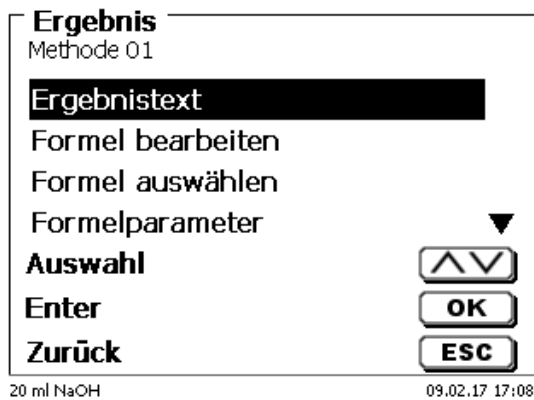 Ergebnis
Methode 01
Ergebnistext
Formel bearbeiten
Formel auswählen
Formelparameter
Auswahl
Enter OK
Zurück ESC
20 ml NaOH 09.02.17 17:08